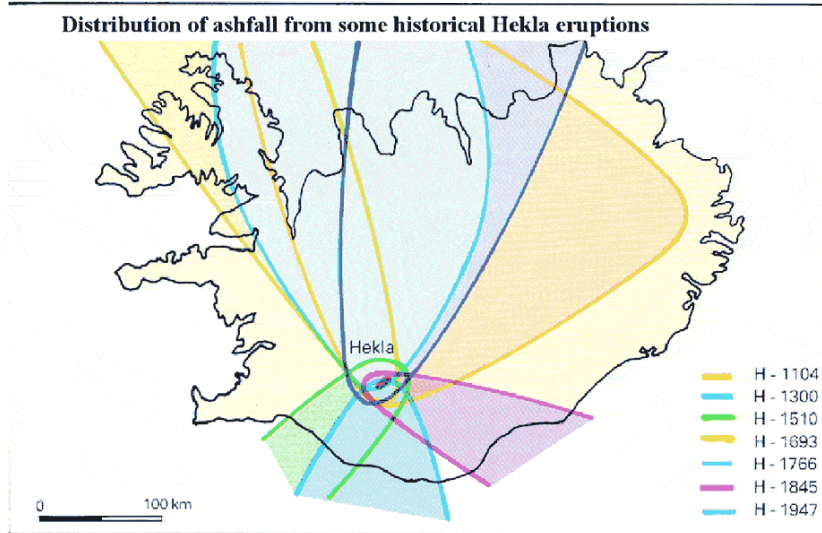 Distribution of ashfall from some historical Hekla eruptions
Hekla
H - 1104
H - 1300
H - 1510
H - 1693
H - 1766
H - 1845
H - 1947
0 100 km